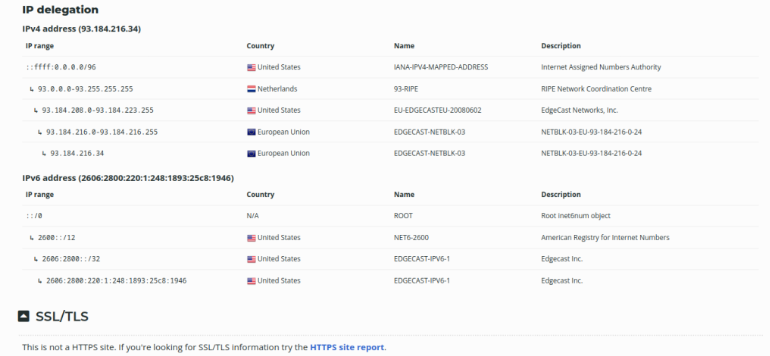 IP delegation
IPv4 address (93.184.216.34)
IP range Country Name Description
::ffff:0.0.0.0/96 United States IANA-IPV4-MAPPED-ADDRESS Internet Assigned Numbers Authority
↳ 93.0.0.0-93.255.255.255 Netherlands 93-RIPE RIPE Network Coordination Centre
↳ 93.184.208.0-93.184.223.255 United States EU-EDGECASTEU-20080602 EdgeCast Networks, Inc.
↳ 93.184.216.0-93.184.216.255 European Union EDGECAST-NETBLK-03 NETBLK-03-EU-93-184-216-0-24
↳ 93.184.216.34 European Union EDGECAST-NETBLK-03 NETBLK-03-EU-93-184-216-0-24
IPv6 address (2606:2800:220:1:248:1893:25c8:1946)
IP range Country Name Description
::/0 N/A ROOT Root inet6num object
↳ 2600::/12 United States NET6-2600 American Registry for Internet Numbers
↳ 2606:2800::/32 United States EDGECAST-IPV6-1 Edgecast Inc.
↳ 2606:2800:220:1:248:1893:25c8:1946 United States EDGECAST-IPV6-1 Edgecast Inc.
SSL/TLS
This is not a HTTPS site. If you're looking for SSL/TLS information try the HTTPS site report.